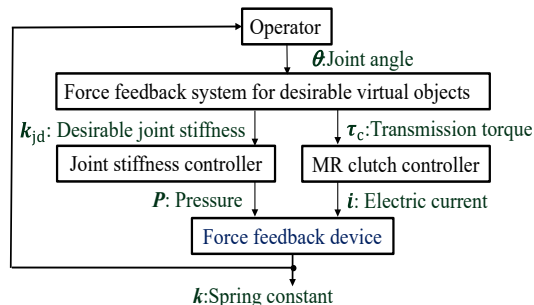 Operator
θ:Joint angle
Force feedback system for desirable virtual objects
k_jd: Desirable joint stiffness
τ_c:Transmission torque
Joint stiffness controller
MR clutch controller
P: Pressure
i: Electric current
Force feedback device
k:Spring constant